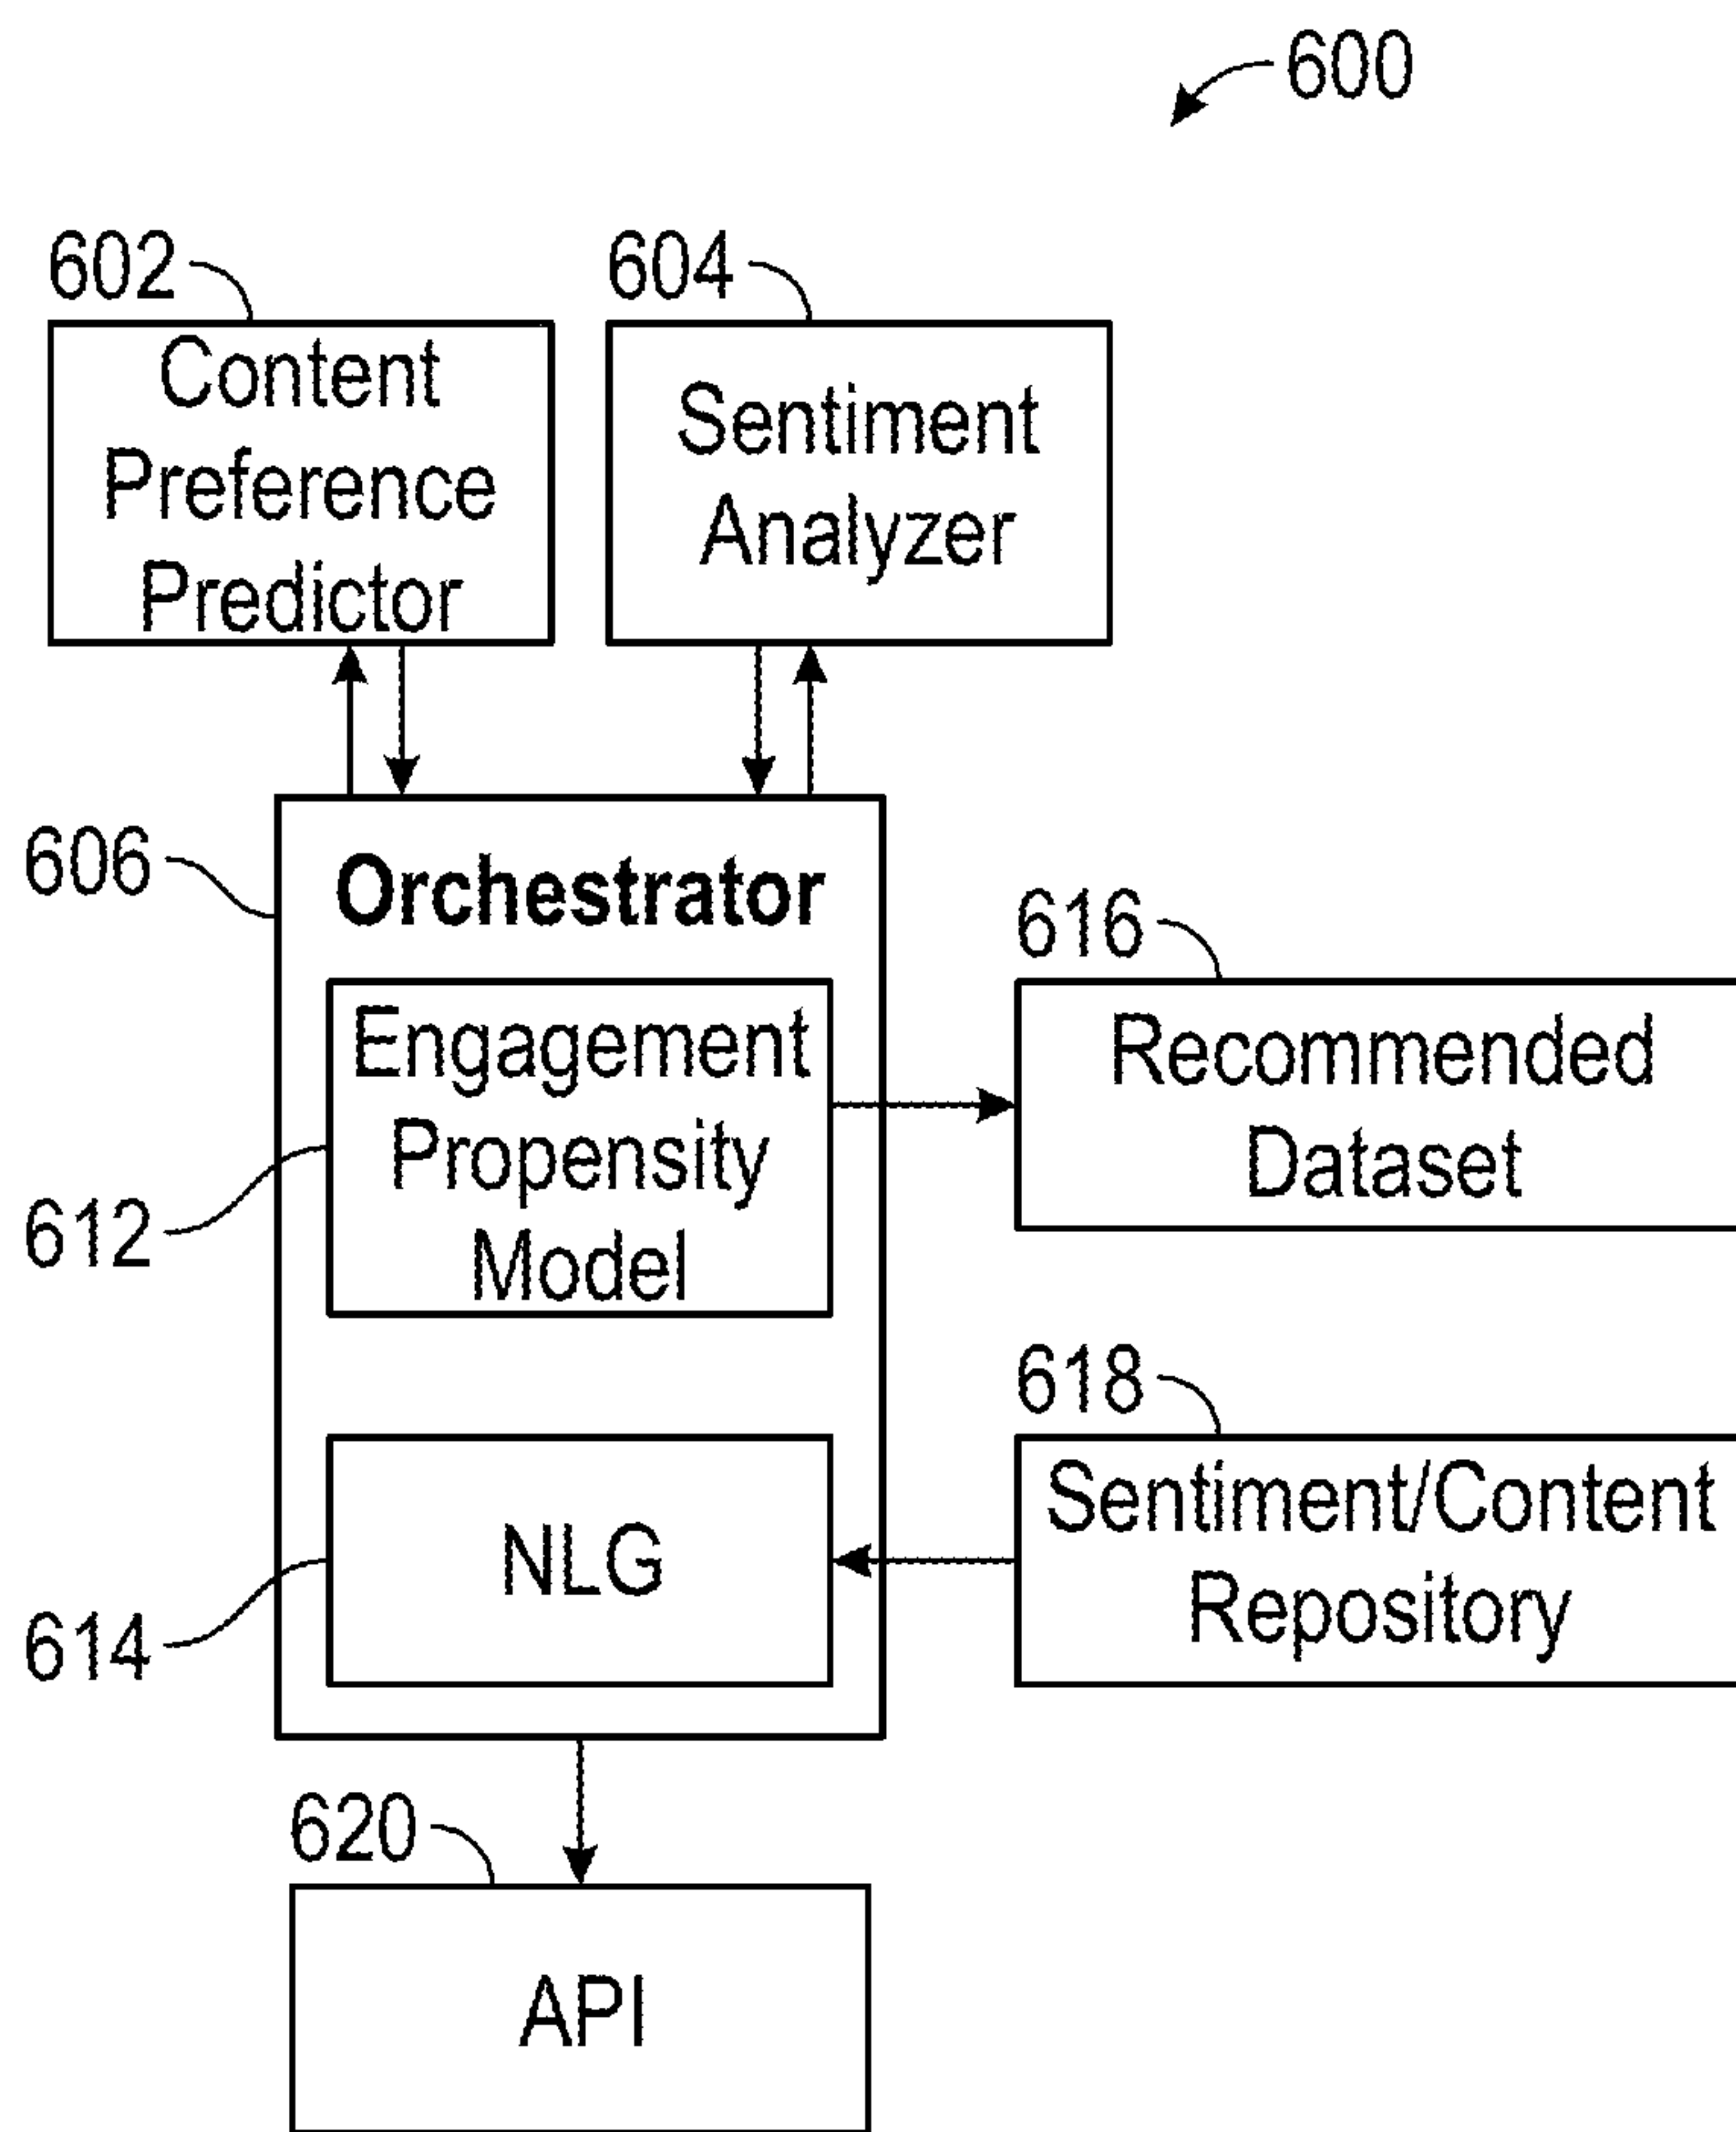 600
602
604
Content
Preference
Predictor
Sentiment
Analyzer
606
Orchestrator
616
Engagement
Propensity
Model
Recommended
Dataset
612
618
NLG
Sentiment/Content
Repository
614
620
API